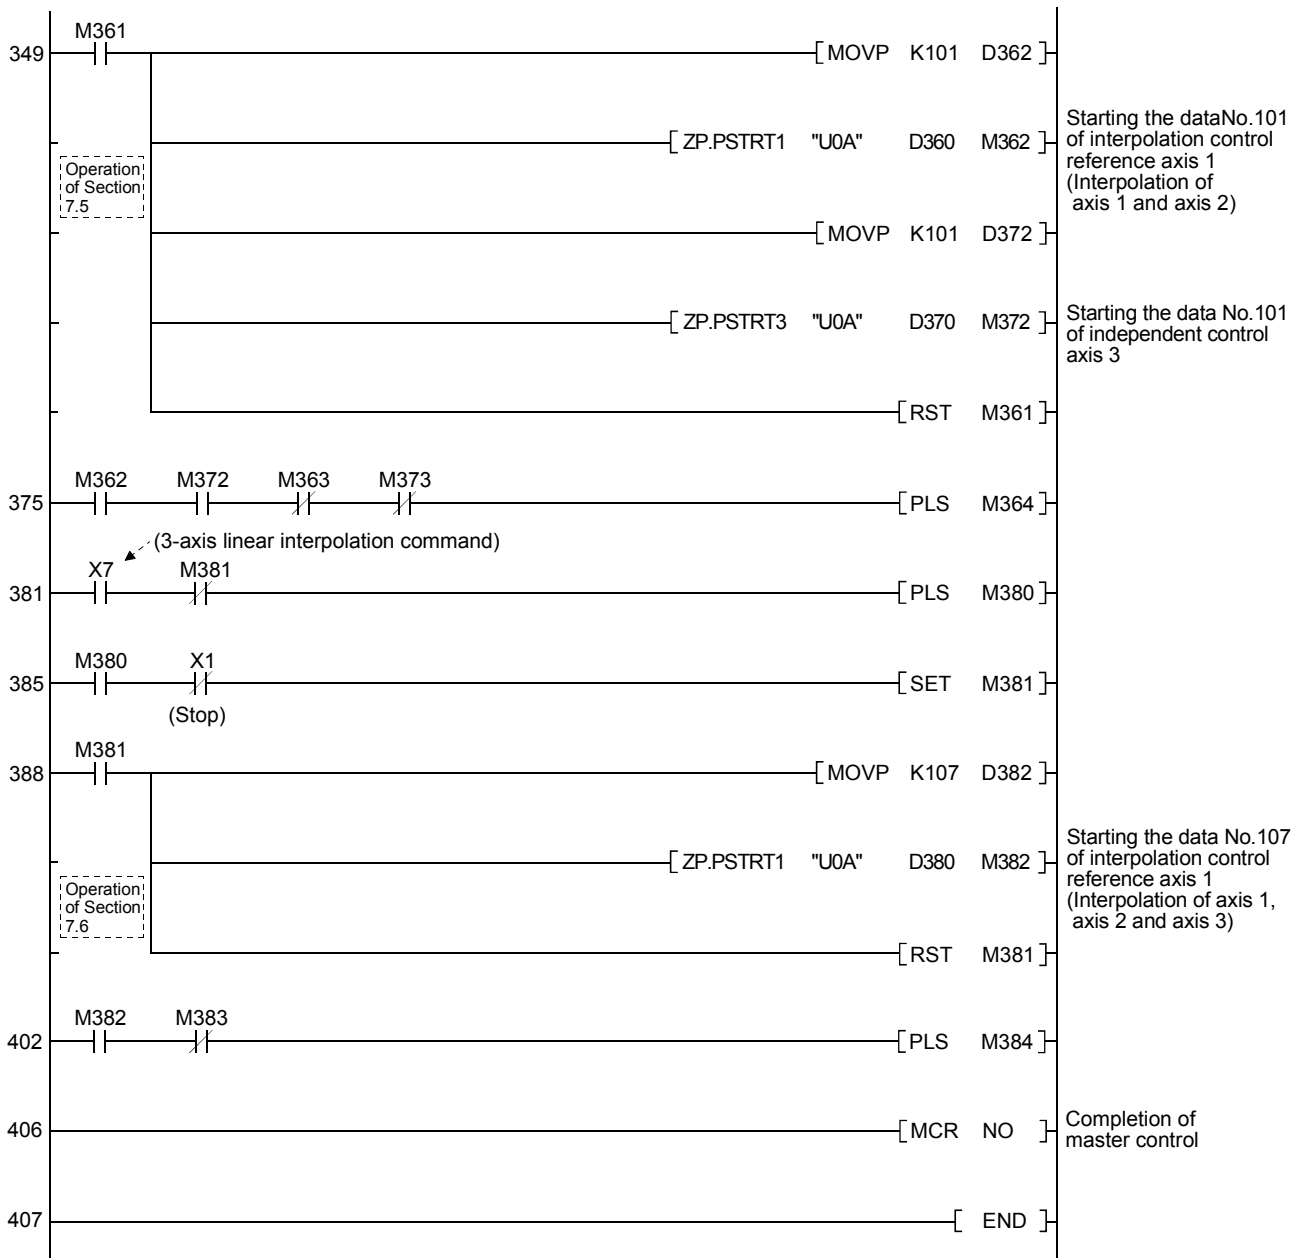 M361
349 MOVP K101 D362
ZP.PSTRT1 "U0A" D360 M362
Starting the dataNo.101
of interpolation control
reference axis 1
(Interpolation of
axis 1 and axis 2)
Operation
of Section
7.5
MOVP K101 D372
ZP.PSTRT3 "U0A" D370 M372
Starting the data No.101
of independent control
axis 3
RST M361
M362 M372 M363 M373
375 PLS M364
(3-axis linear interpolation command)
X7 M381
381 PLS M380
M380 X1
385 SET M381
(Stop)
M381
388 MOVP K107 D382
ZP.PSTRT1 "U0A" D380 M382
Starting the data No.107
of interpolation control
reference axis 1
(Interpolation of axis 1,
axis 2 and axis 3)
Operation
of Section
7.6
RST M381
M382 M383
402 PLS M384
406 MCR NO
Completion of
master control
407 END